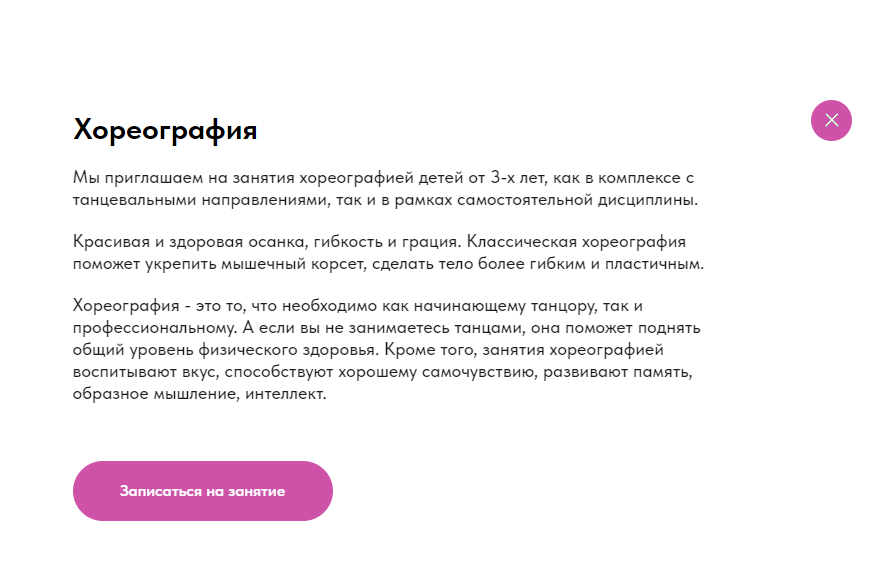 Хореография
Мы приглашаем на занятия хореографией детей от 3-х лет, как в комплексе с
танцевальными направлениями, так и в рамках самостоятельной дисциплины.
Красивая и здоровая осанка, гибкость и грация. Классическая хореография
поможет укрепить мышечный корсет, сделать тело более гибким и пластичным.
Хореография - это то, что необходимо как начинающему танцору, так и
профессиональному. А если вы не занимаетесь танцами, она поможет поднять
общий уровень физического здоровья. Кроме того, занятия хореографией
воспитывают вкус, способствуют хорошему самочувствию, развивают память,
образное мышление, интеллект.
Записаться на занятие